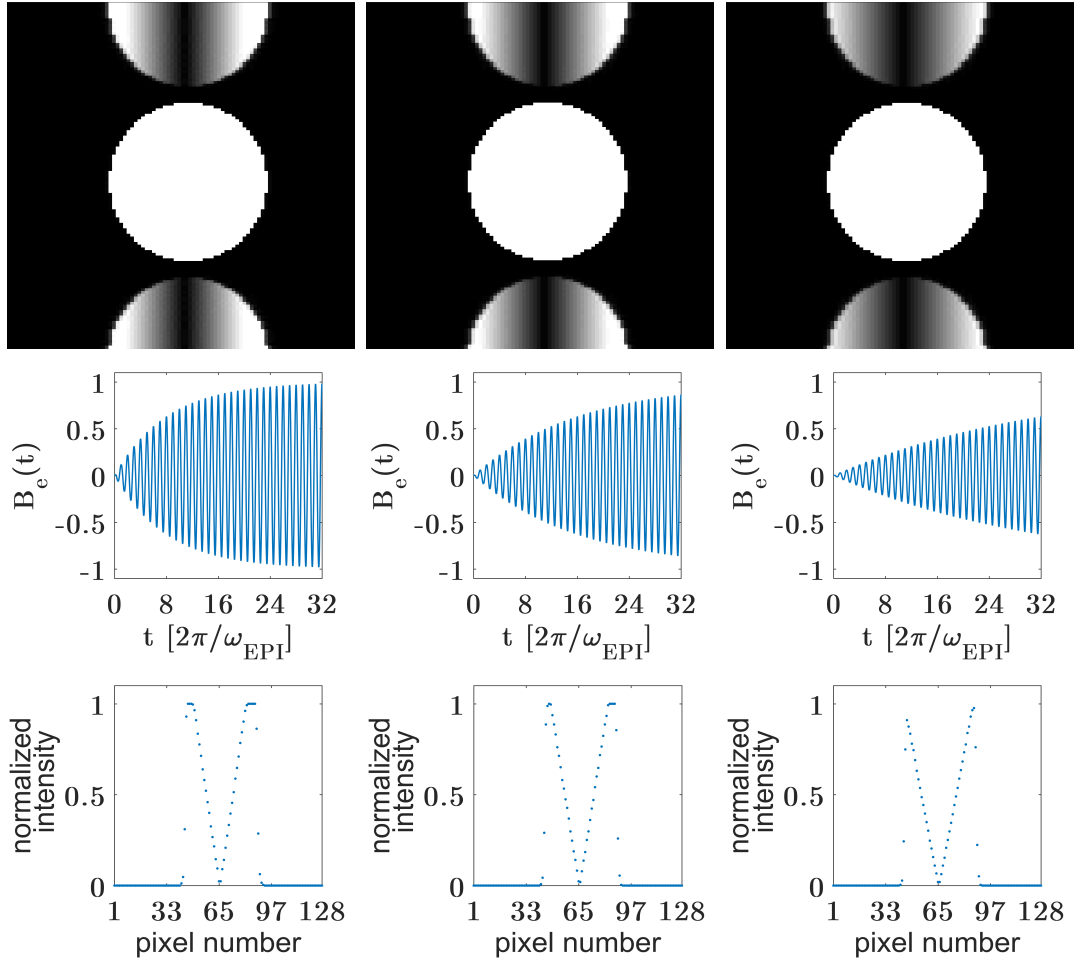 1
0.5
0
-0.5
-1
B_e(t)
0 8 16 24 32
t [2π/ω_EPI]
1
0.5
0
-0.5
-1
B_e(t)
0 8 16 24 32
t [2π/ω_EPI]
1
0.5
0
-0.5
-1
B_e(t)
0 8 16 24 32
t [2π/ω_EPI]
normalized
intensity
1
0.5
0
1 33 65 97 128
pixel number
normalized
intensity
1
0.5
0
1 33 65 97 128
pixel number
normalized
intensity
1
0.5
0
1 33 65 97 128
pixel number